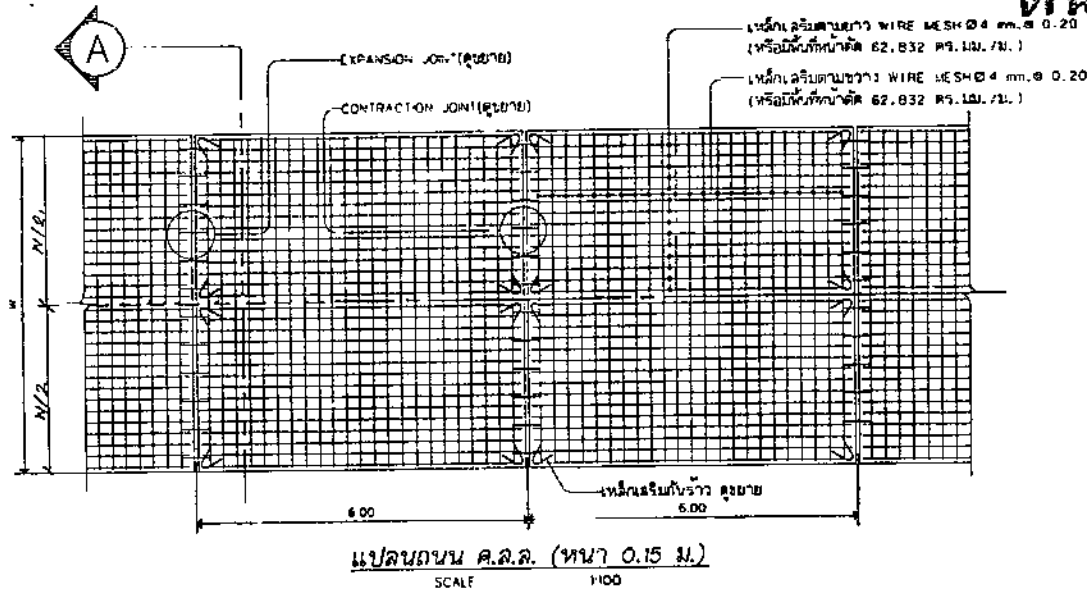 A
EXPANSION JOINT(ดูขยาย)
CONTRACTION JOINT(ดูขยาย)
เหล็กเสริมตามยาว WIRE MESH Ø 4 mm.@ 0.20
(หรือมีพื้นที่หน้าตัด 62.832 ตร.มม./ม.)
เหล็กเสริมตามขวาง WIRE MESH Ø 4 mm.@ 0.20
(หรือมีพื้นที่หน้าตัด 62.832 ตร.มม./ม.)
W/2
W
W/2
เหล็กเสริมกันร้าว ดูขยาย
6.00
6.00
แปลนถนน ค.ส.ล. (หนา 0.15 ม.)
SCALE 1:100